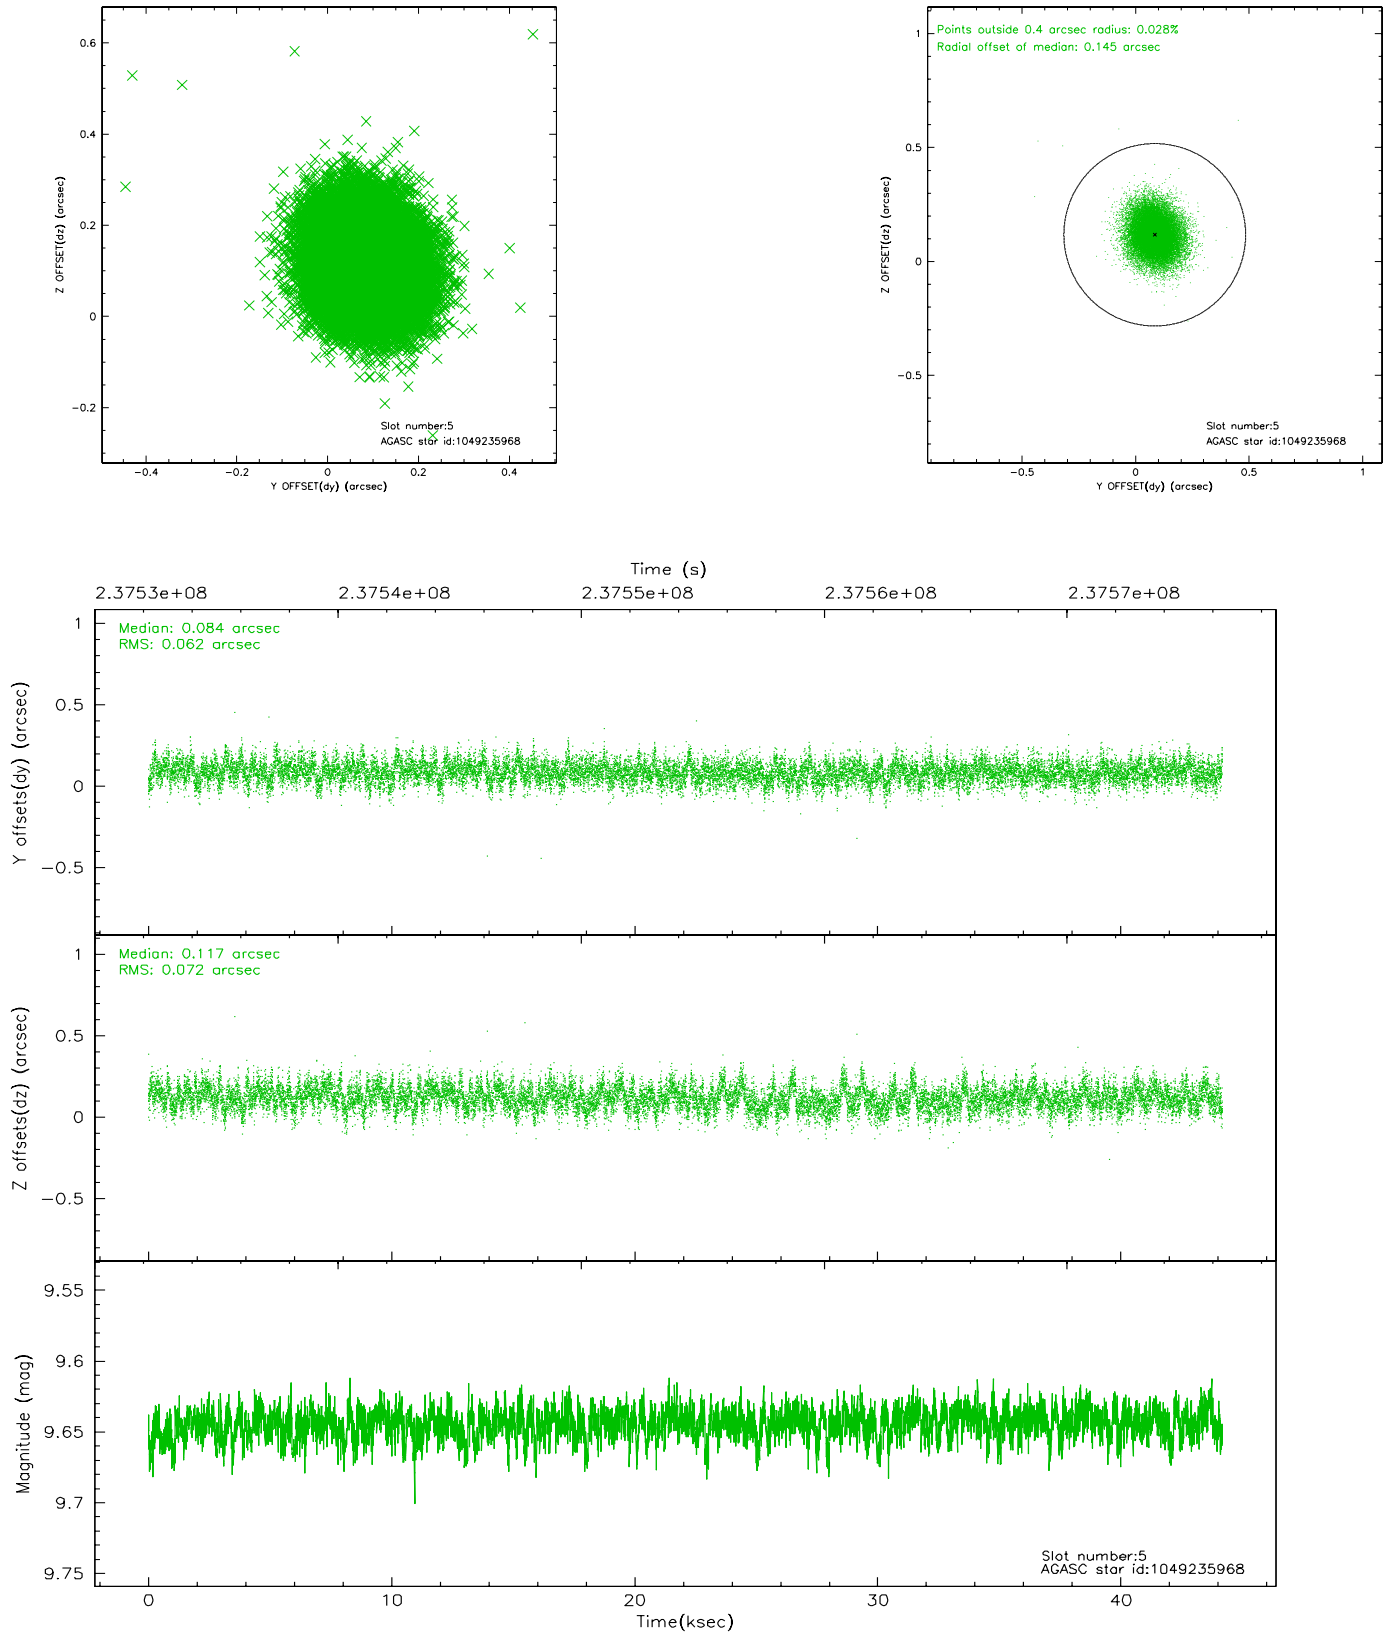 0.6
0.4
0.2
0
−0.2
Z OFFSET(dz) (arcsec)
Slot number:5
AGASC star id:1049235968
−0.4 −0.2 0 0.2 0.4
Y OFFSET(dy) (arcsec)
Points outside 0.4 arcsec radius: 0.028%
Radial offset of median: 0.145 arcsec
1
0.5
0
−0.5
Z OFFSET(dz) (arcsec)
Slot number:5
AGASC star id:1049235968
−0.5 0 0.5 1
Y OFFSET(dy) (arcsec)
Time (s)
2.3753e+08 2.3754e+08 2.3755e+08 2.3756e+08 2.3757e+08
Median: 0.084 arcsec
RMS: 0.062 arcsec
1
0.5
0
−0.5
Y offsets(dy) (arcsec)
Median: 0.117 arcsec
RMS: 0.072 arcsec
1
0.5
0
−0.5
Z offsets(dz) (arcsec)
9.55
9.6
9.65
9.7
9.75
Magnitude (mag)
Slot number:5
AGASC star id:1049235968
0 10 20 30 40
Time(ksec)